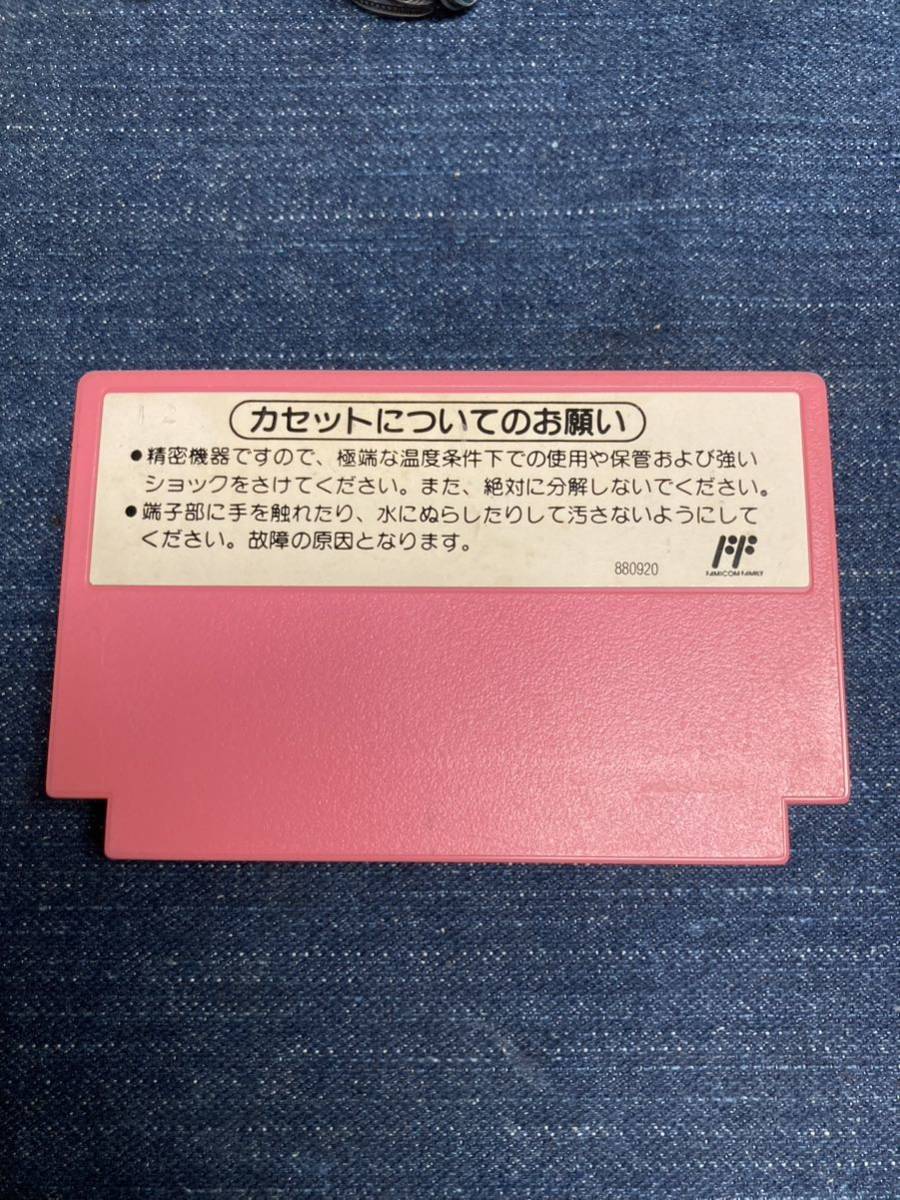 カセットについてのお願い
●精密機器ですので、極端な温度条件下での使用や保管および強い
ショックをさけてください。また、絶対に分解しないでください。
●端子部に手を触れたり、水にぬらしたりして汚さないようにして
ください。故障の原因となります。
880920
FAMICOM FAMILY